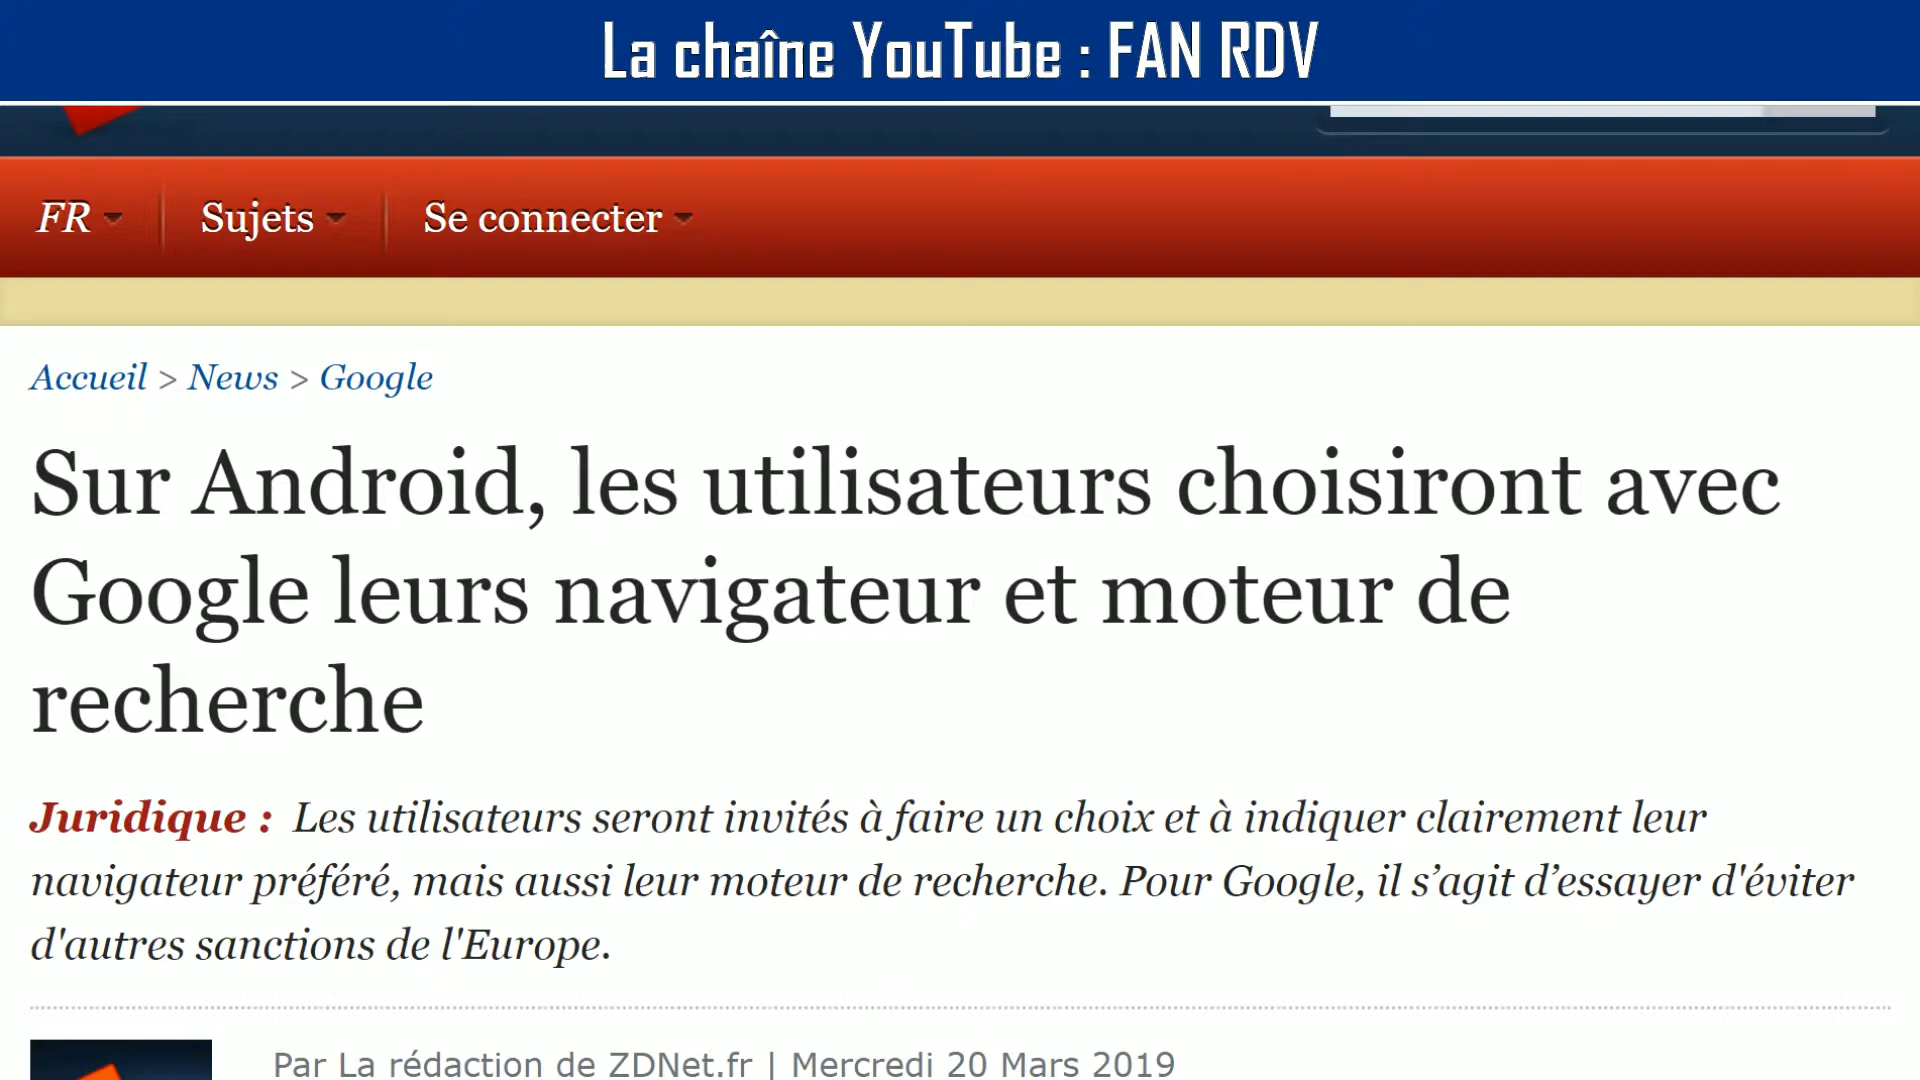 La chaîne YouTube : FAN RDV
FR
Sujets
Se connecter
Accueil > News > Google
Sur Android, les utilisateurs choisiront avec
Google leurs navigateur et moteur de
recherche
Juridique : Les utilisateurs seront invités à faire un choix et à indiquer clairement leur
navigateur préféré, mais aussi leur moteur de recherche. Pour Google, il s’agit d’essayer d'éviter
d'autres sanctions de l'Europe.
Par La rédaction de ZDNet.fr | Mercredi 20 Mars 2019